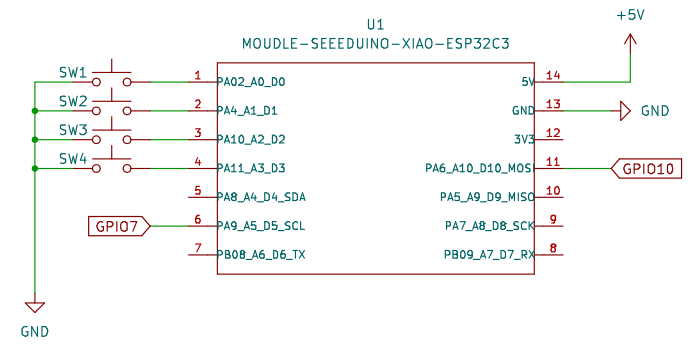 +5V
U1
MOUDLE-SEEEDUINO-XIAO-ESP32C3
SW1 1 PA02_A0_D0 5V 14
SW2 2 PA4_A1_D1 GND 13 GND
SW3 3 PA10_A2_D2 3V3 12
SW4 4 PA11_A3_D3 PA6_A10_D10_MOSI 11 GPIO10
5 PA8_A4_D4_SDA PA5_A9_D9_MISO 10
GPIO7 6 PA9_A5_D5_SCL PA7_A8_D8_SCK 9
7 PB08_A6_D6_TX PB09_A7_D7_RX 8
GND